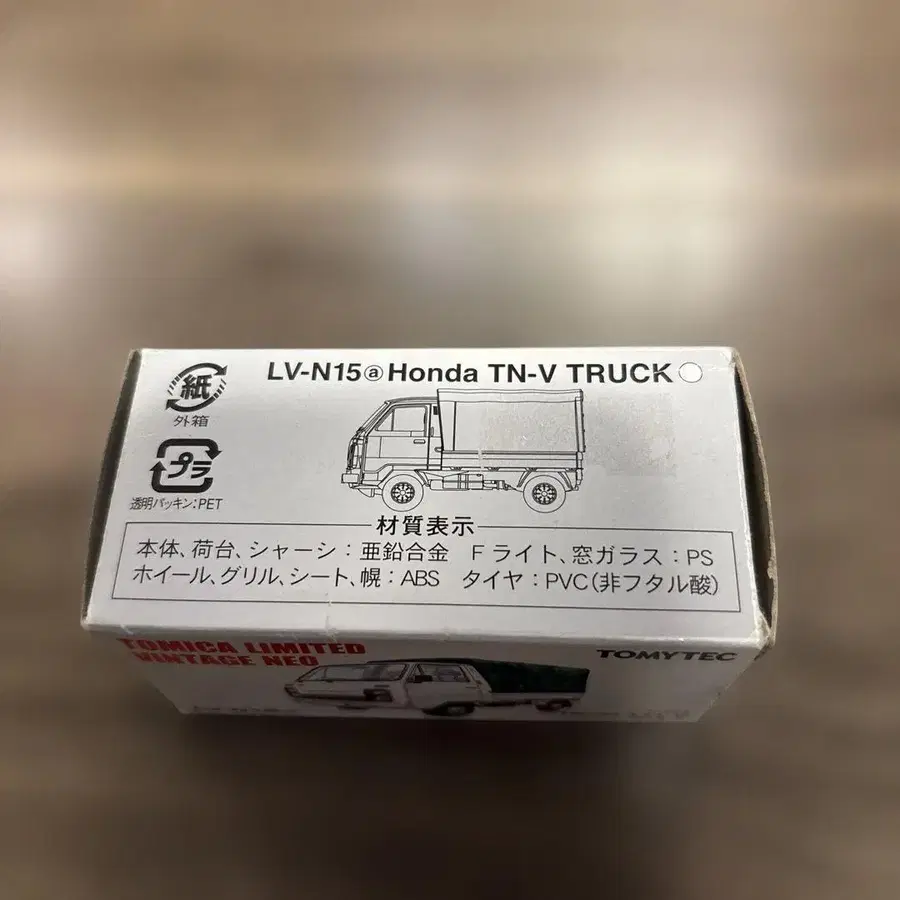 LV-N15ⓐHonda TN-V TRUCK○
紙
外箱
プラ
透明パッキン:PET
材質表示
本体、荷台、シャーシ:亜鉛合金 Fライト、窓ガラス:PS
ホイール、グリル、シート、幌:ABS タイヤ:PVC(非フタル酸)
TOMICA LIMITED
VINTAGE NEO
TOMYTEC